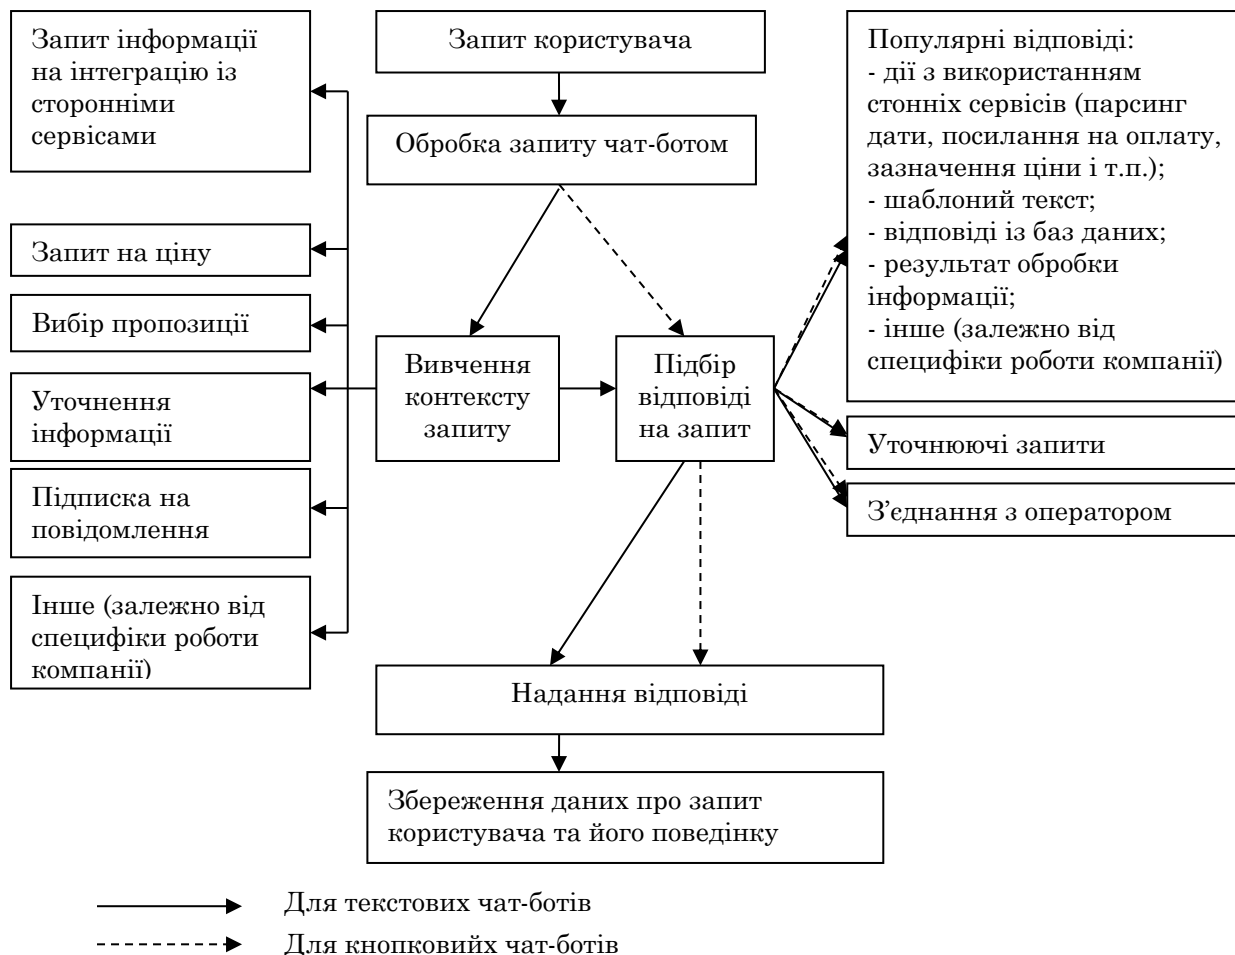 Запит інформації
на інтеграцію із
сторонніми
сервісами
Запит на ціну
Вибір пропозиції
Уточнення
інформації
Підписка на
повідомлення
Інше (залежно від
специфіки роботи
компанії)
Запит користувача
Обробка запиту чат-ботом
Вивчення
контексту
запиту
Підбір
відповіді
на запит
Надання відповіді
Збереження даних про запит
користувача та його поведінку
Популярні відповіді:
- дії з використанням
стонніх сервісів (парсинг
дати, посилання на оплату,
зазначення ціни і т.п.);
- шаблоний текст;
- відповіді із баз даних;
- результат обробки
інформації;
- інше (залежно від
специфіки роботи компанії)
Уточнюючі запити
З’єднання з оператором
Для текстових чат-ботів
Для кнопковийх чат-ботів